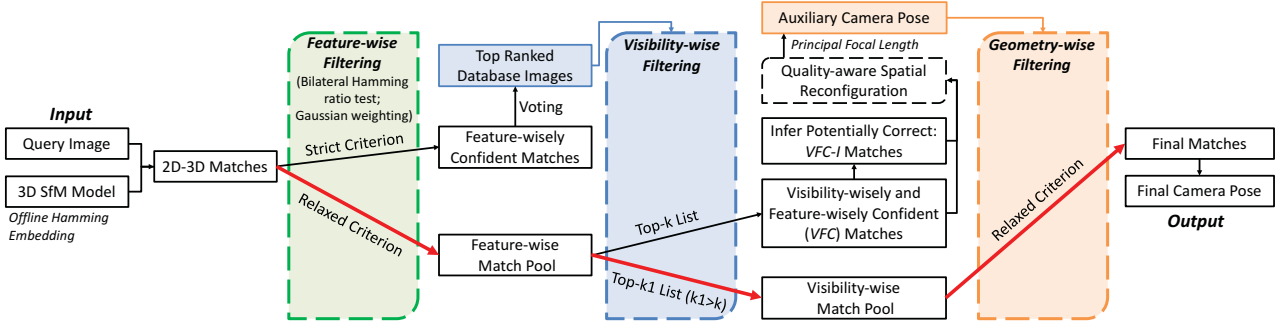 Input
Query Image
3D SfM Model
Offline Hamming
Embedding
2D-3D Matches
Feature-wise
Filtering
(Bilateral Hamming
ratio test;
Gaussian weighting)
Strict Criterion
Relaxed Criterion
Top Ranked
Database Images
Voting
Feature-wisely
Confident Matches
Feature-wise
Match Pool
Visibility-wise
Filtering
Top-k List
Top-k1 List (k1>k)
Auxiliary Camera Pose
Principal Focal Length
Quality-aware Spatial
Reconfiguration
Infer Potentially Correct:
VFC-I Matches
Visibility-wisely and
Feature-wisely Confident
(VFC) Matches
Visibility-wise
Match Pool
Geometry-wise
Filtering
Relaxed Criterion
Final Matches
Final Camera Pose
Output